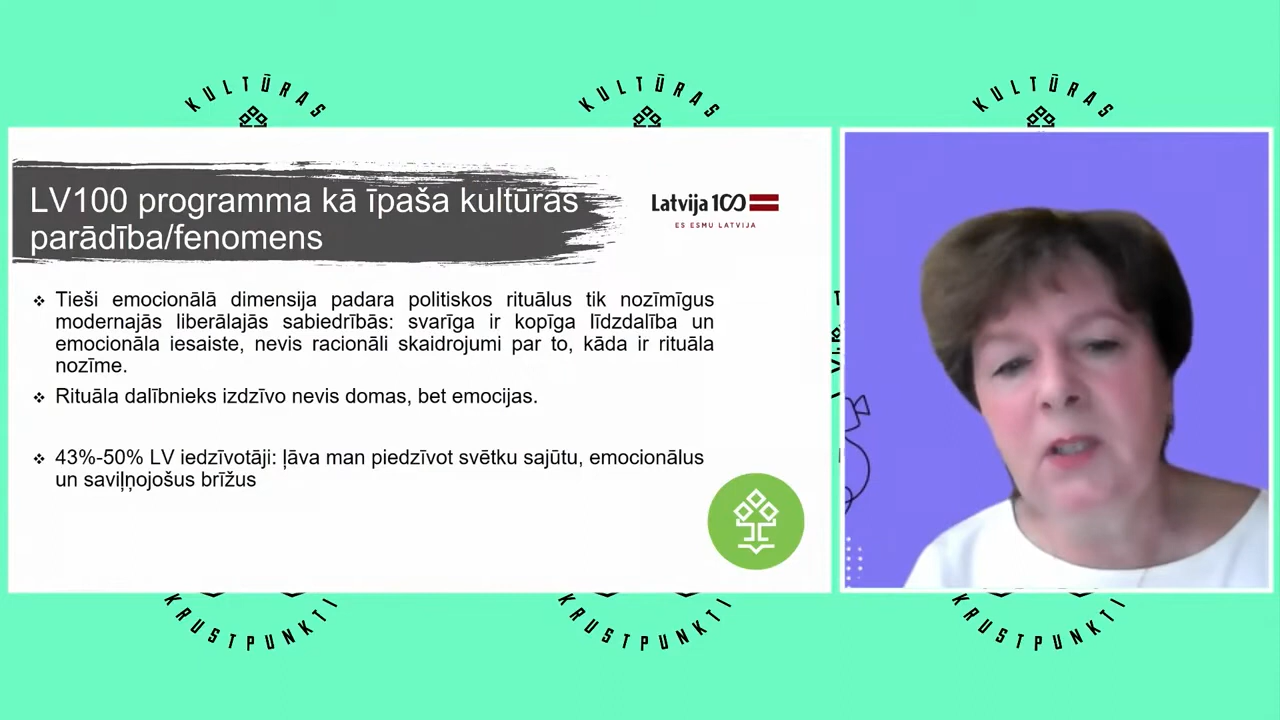 KULTŪRAS
KULTŪRAS
KULTŪRAS
LV100 programma kā īpaša kultūras
parādība/fenomens
Latvija 100
ES ESMU LATVIJA
Tieši emocionālā dimensija padara politiskos rituālus tik nozīmīgus
modernajās liberālajās sabiedrībās: svarīga ir kopīga līdzdalība un
emocionāla iesaiste, nevis racionāli skaidrojumi par to, kāda ir rituāla
nozīme.
Rituāla dalībnieks izdzīvo nevis domas, bet emocijas.
43%-50% LV iedzīvotāji: ļāva man piedzīvot svētku sajūtu, emocionālus
un saviļņojošus brīžus
KRUSTPUNKTI
KRUSTPUNKTI
KRUSTPUNKTI